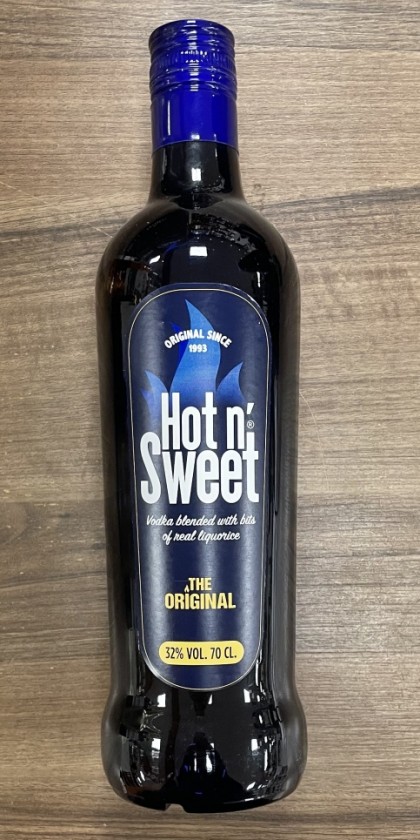 ORIGINAL SINCE
1993
Hot n'
Sweet®
Vodka blended with bits
of real liquorice
THE
ORIGINAL
32% VOL. 70 CL.